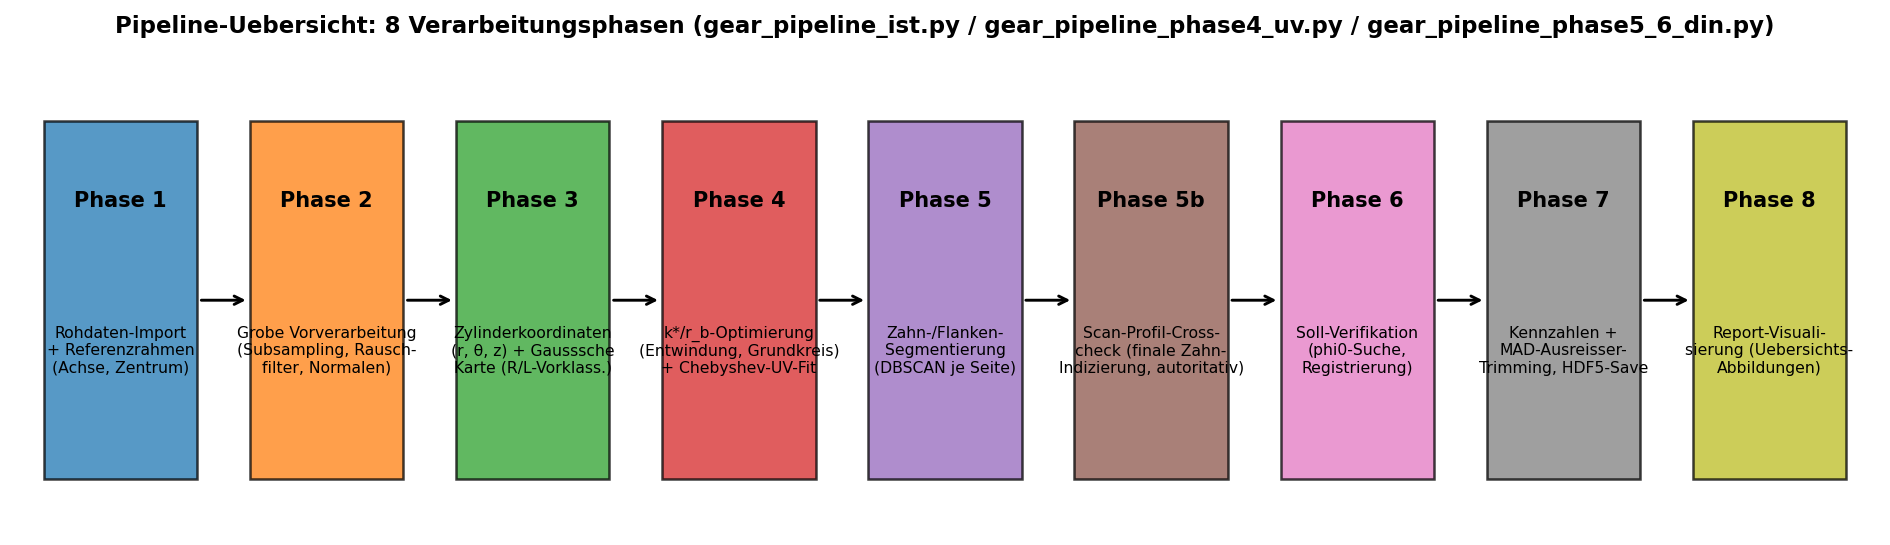 Pipeline-Uebersicht: 8 Verarbeitungsphasen (gear_pipeline_ist.py / gear_pipeline_phase4_uv.py / gear_pipeline_phase5_6_din.py)
Phase 1
Rohdaten-Import
+ Referenzrahmen
(Achse, Zentrum)
Phase 2
Grobe Vorverarbeitung
(Subsampling, Rausch-
filter, Normalen)
Phase 3
Zylinderkoordinaten
(r, θ, z) + Gausssche
Karte (R/L-Vorklass.)
Phase 4
k*/r_b-Optimierung
(Entwindung, Grundkreis)
+ Chebyshev-UV-Fit
Phase 5
Zahn-/Flanken-
Segmentierung
(DBSCAN je Seite)
Phase 5b
Scan-Profil-Cross-
check (finale Zahn-
Indizierung, autoritativ)
Phase 6
Soll-Verifikation
(phi0-Suche,
Registrierung)
Phase 7
Kennzahlen +
MAD-Ausreisser-
Trimming, HDF5-Save
Phase 8
Report-Visuali-
sierung (Uebersichts-
Abbildungen)